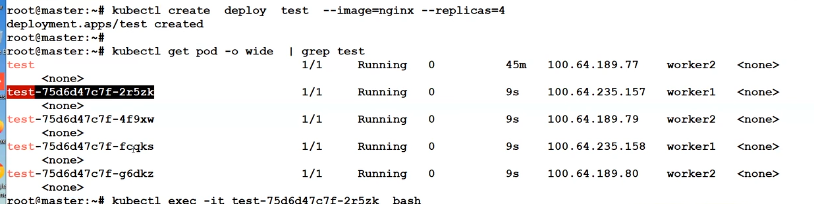 root@master:~# kubectl create  deploy  test  --image=nginx --replicas=4
deployment.apps/test created
root@master:~#
root@master:~# kubectl get pod -o wide  | grep test
test 1/1 Running 0 45m 100.64.189.77 worker2 <none>
<none>
test-75d6d47c7f-2r5zk 1/1 Running 0 9s 100.64.235.157 worker1 <none>
<none>
test-75d6d47c7f-4f9xw 1/1 Running 0 9s 100.64.189.79 worker2 <none>
<none>
test-75d6d47c7f-fcqks 1/1 Running 0 9s 100.64.235.158 worker1 <none>
<none>
test-75d6d47c7f-g6dkz 1/1 Running 0 9s 100.64.189.80 worker2 <none>
<none>
root@master:~# kubectl exec -it test-75d6d47c7f-2r5zk  bash